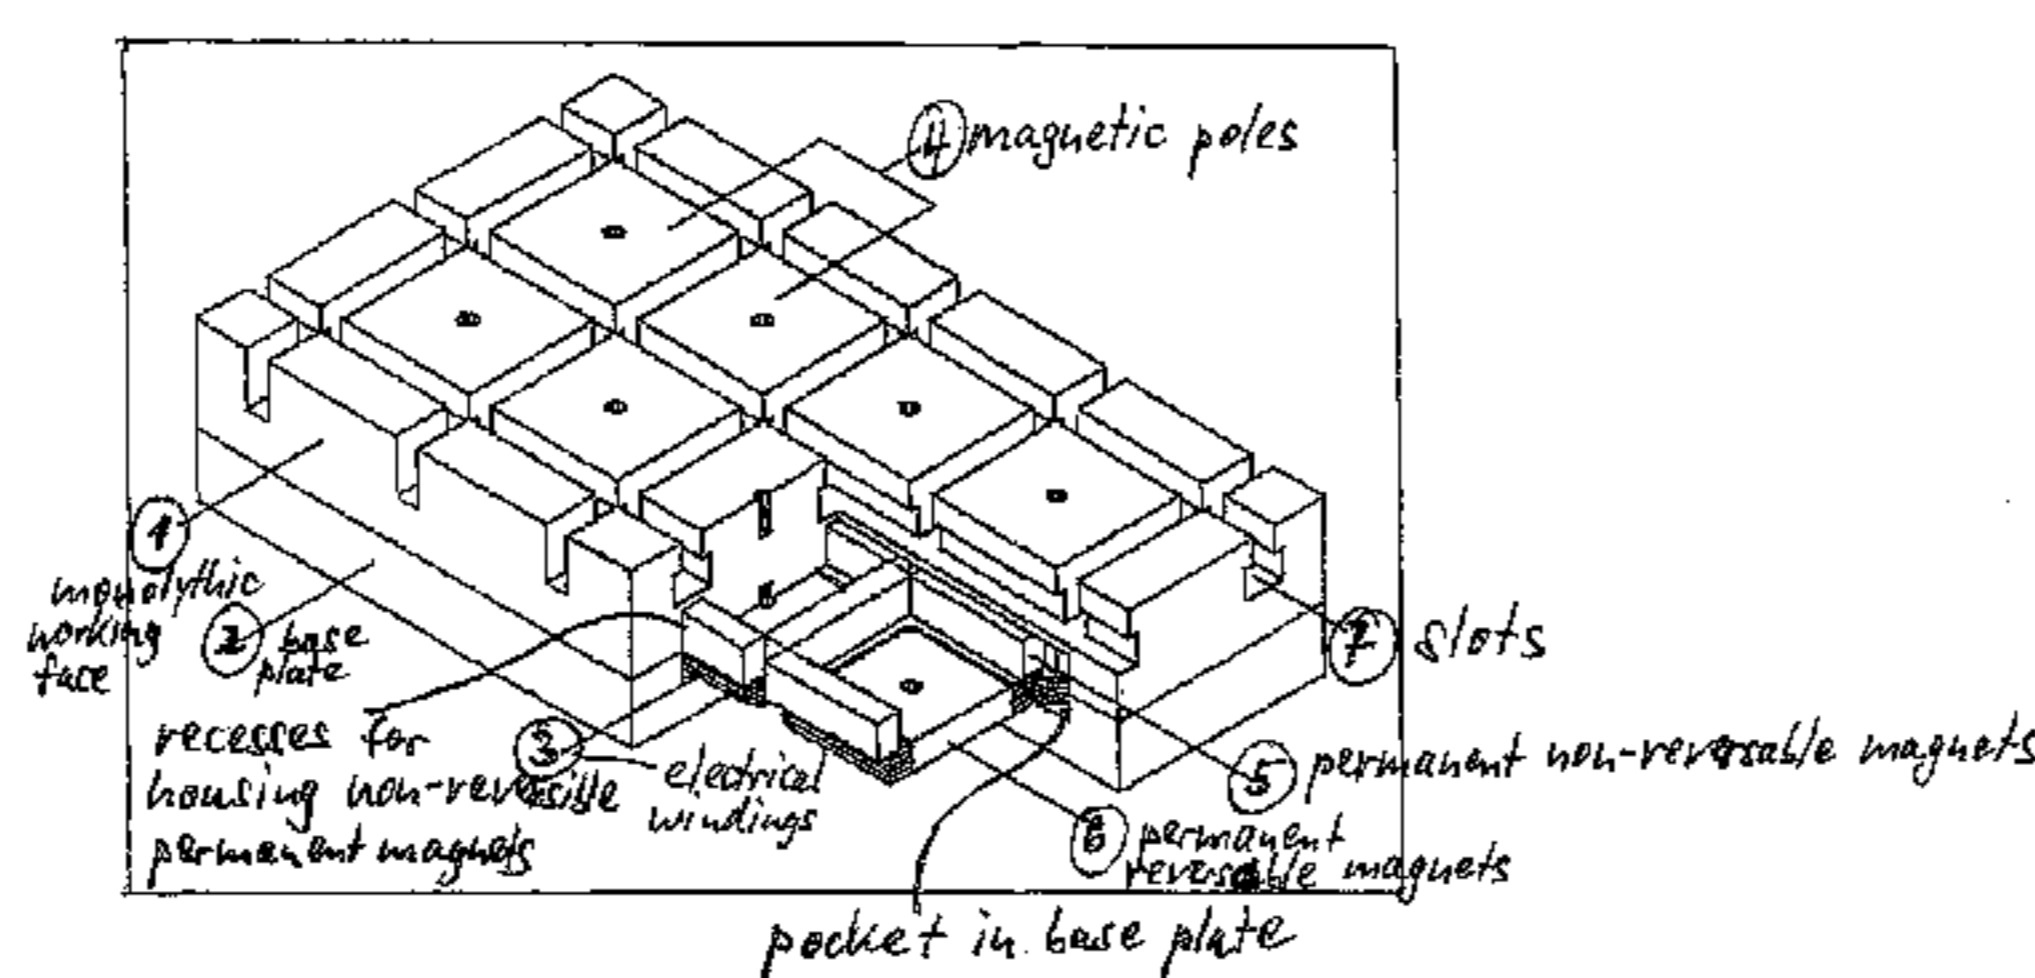 4 magnetic poles
1
monolythic
working
face
2 base
plate
7 slots
recesses for
housing non-reversible
permanent magnets
3
electrical
windings
5 permanent non-reversable magnets
6 permanent
reversable magnets
pocket in base plate